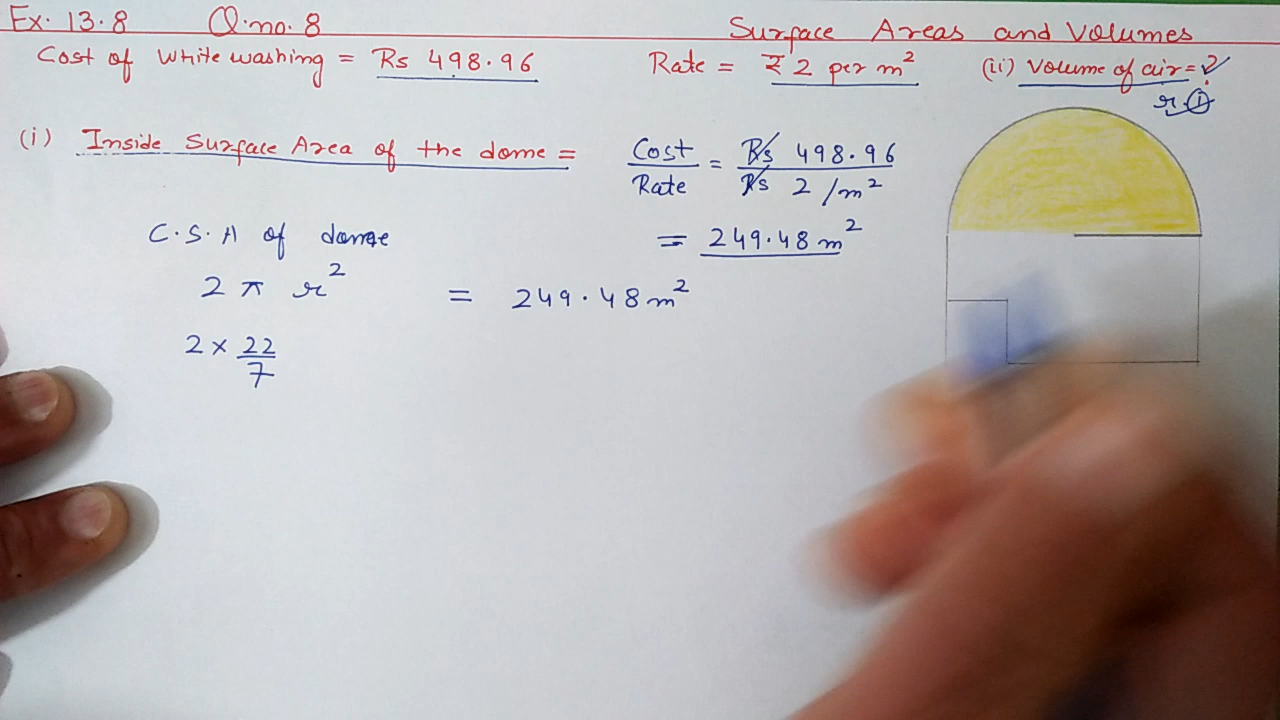 Ex. 13.8 Q.no. 8 Surface Areas and Volumes
Cost of White washing = Rs 498.96 Rate = ₹ 2 per m² (ii) Volume of air = ?
r (i)
(i) Inside Surface Area of the dome = Cost/Rate = Rs 498.96/Rs 2/m²
C.S.A of dome = 249.48 m²
2 π r² = 249.48 m²
2 × 22/7